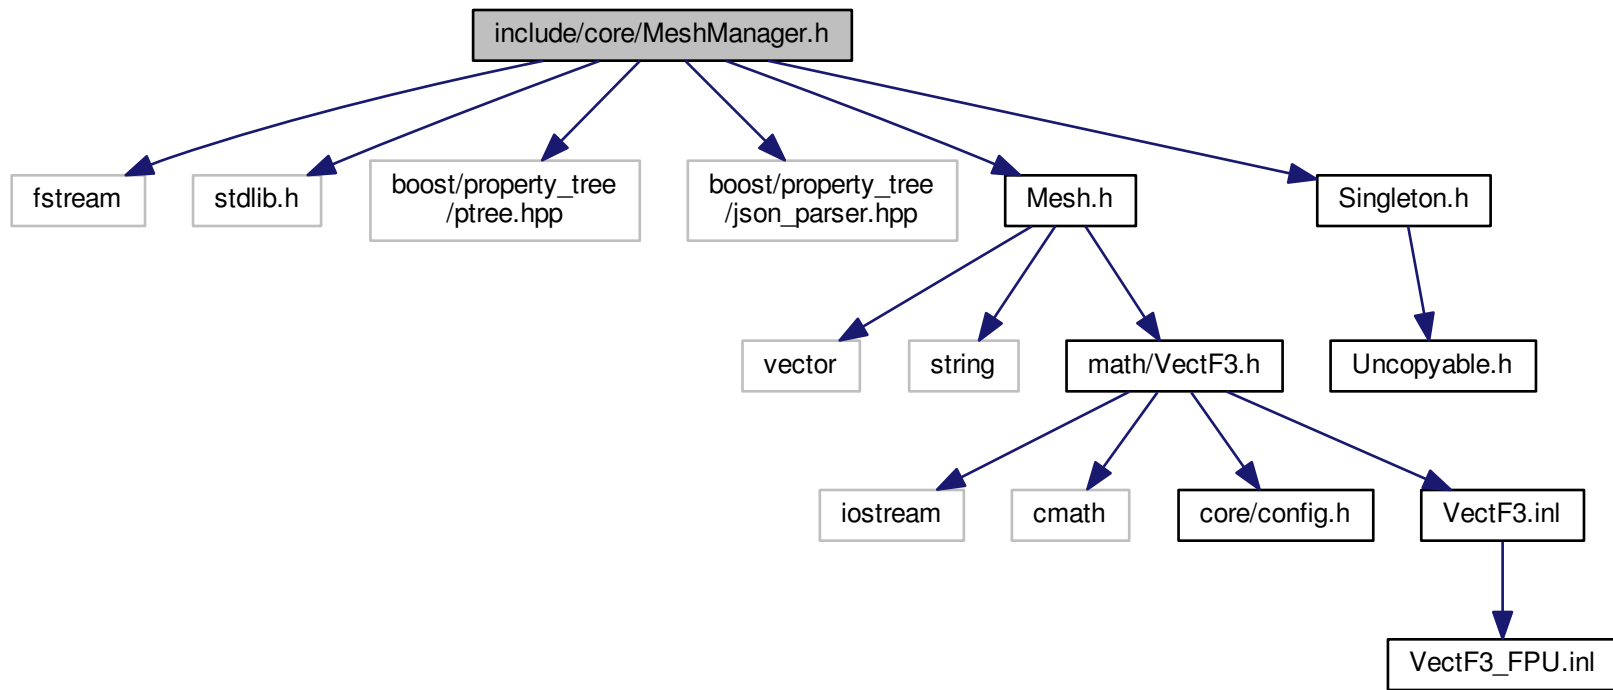 include/core/MeshManager.h
fstream
stdlib.h
boost/property_tree
/ptree.hpp
boost/property_tree
/json_parser.hpp
Mesh.h
Singleton.h
vector
string
math/VectF3.h
Uncopyable.h
iostream
cmath
core/config.h
VectF3.inl
VectF3_FPU.inl